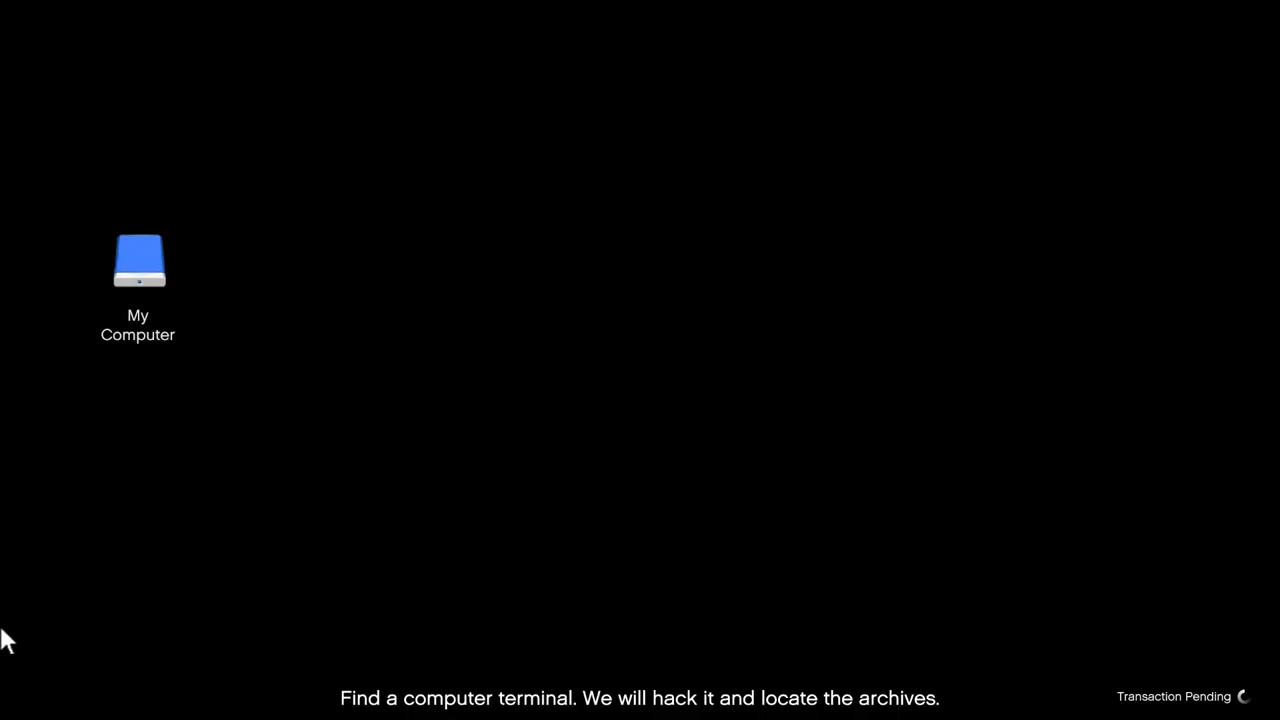 My
Computer
Find a computer terminal. We will hack it and locate the archives.
Transaction Pending